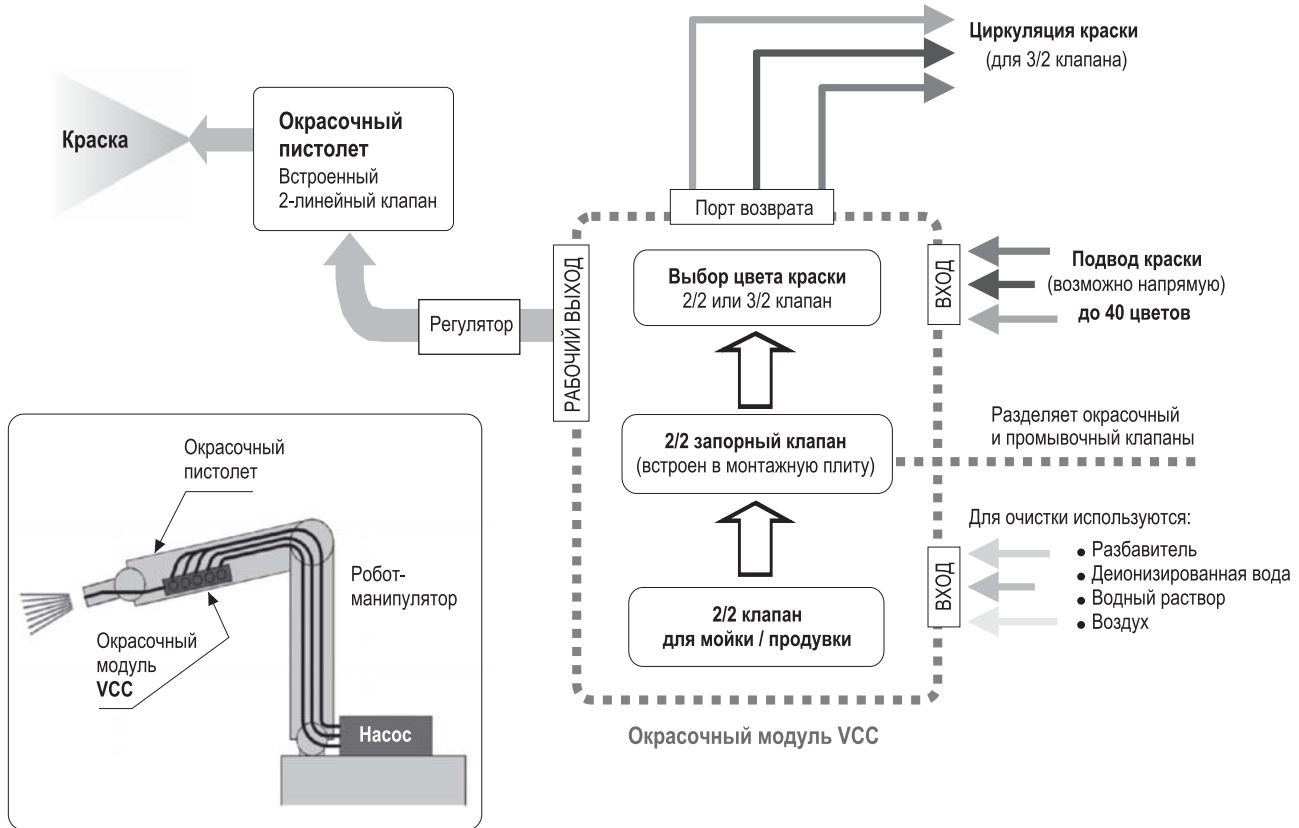 Циркуляция краски
(для 3/2 клапана)
Краска
Окрасочный
пистолет
Встроенный
2-линейный клапан
Порт возврата
РАБОЧИЙ ВЫХОД
Выбор цвета краски
2/2 или 3/2 клапан
ВХОД
Подвод краски
(возможно напрямую)
до 40 цветов
Регулятор
2/2 запорный клапан
(встроен в монтажную плиту)
Разделяет окрасочный
и промывочный клапаны
2/2 клапан
для мойки / продувки
ВХОД
Для очистки используются:
● Разбавитель
● Деионизированная вода
● Водный раствор
● Воздух
Окрасочный модуль VCC
Окрасочный
пистолет
Робот-
манипулятор
Окрасочный
модуль
VCC
Насос